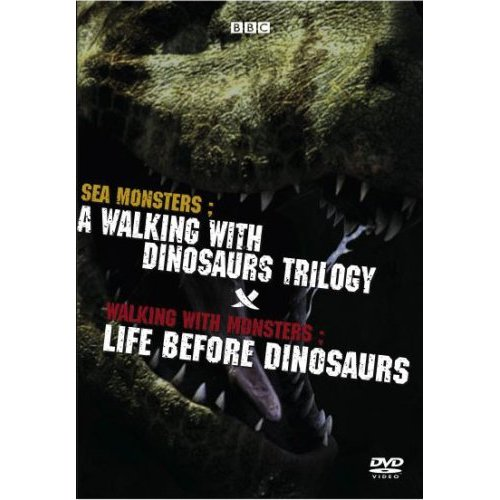 BBC
SEA MONSTERS ;
A WALKING WITH
DINOSAURS TRILOGY
X
WALKING WITH MONSTERS ;
LIFE BEFORE DINOSAURS
DVD
VIDEO